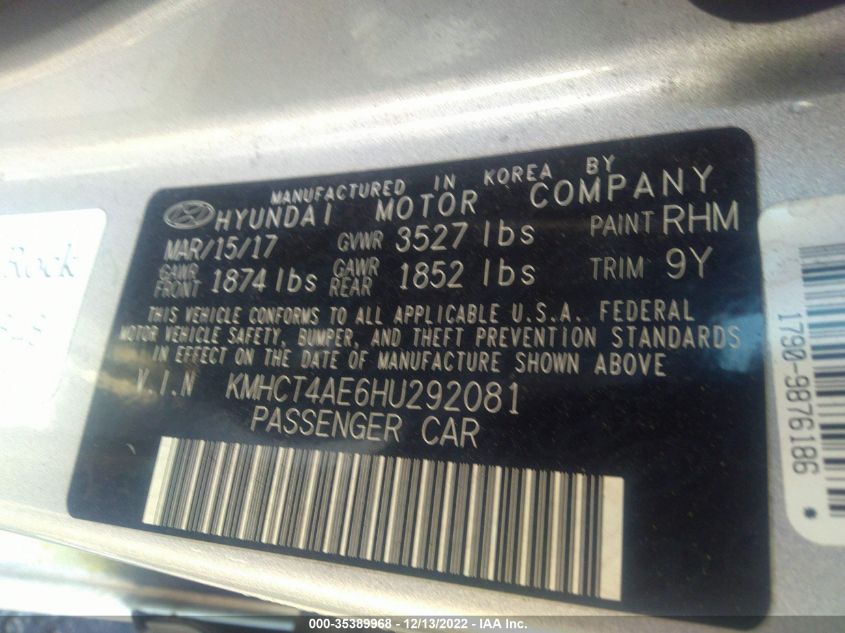 MANUFACTURED IN KOREA BY
HYUNDAI MOTOR COMPANY
MAR/15/17 GVWR 3527 lbs PAINT RHM
GAWR FRONT 1874 lbs GAWR REAR 1852 lbs TRIM 9Y
THIS VEHICLE CONFORMS TO ALL APPLICABLE U.S.A. FEDERAL
MOTOR VEHICLE SAFETY, BUMPER, AND THEFT PREVENTION STANDARDS
IN EFFECT ON THE DATE OF MANUFACTURE SHOWN ABOVE
V.I.N KMHCT4AE6HU292081
PASSENGER CAR
Rock
1790-9876186
000-35389968 - 12/13/2022 - IAA Inc.